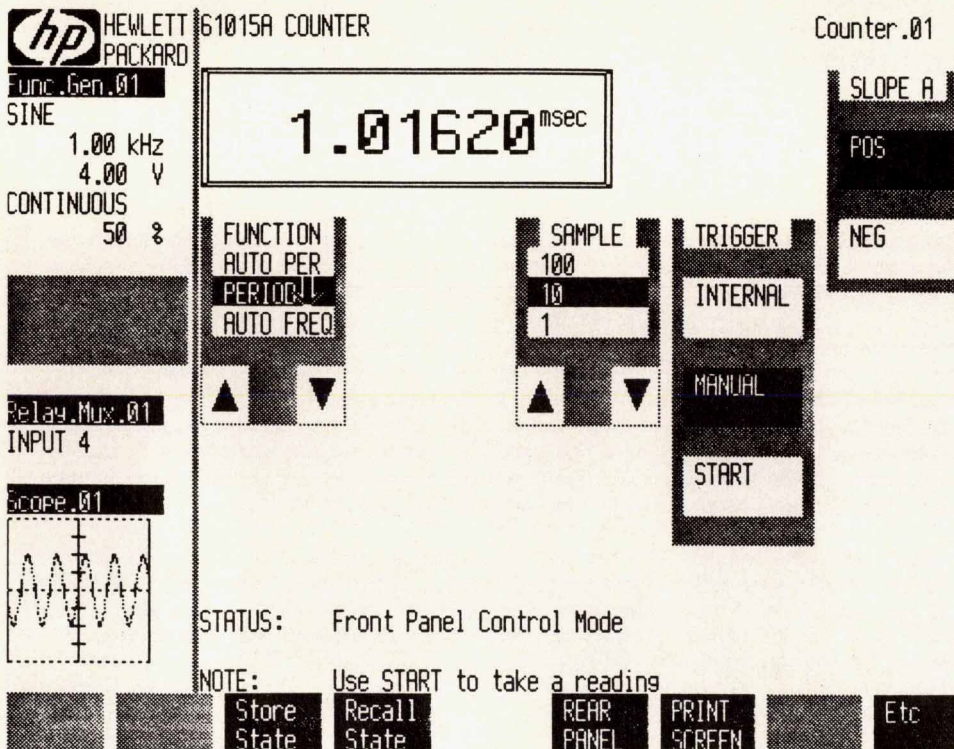 hp HEWLETT PACKARD
61015A COUNTER
Counter.01
Func.Gen.01
SINE
1.00 kHz
4.00 V
CONTINUOUS
50 %
1.01620 msec
SLOPE A
POS
NEG
FUNCTION
AUTO PER
PERIOD
AUTO FREQ
SAMPLE
100
10
1
TRIGGER
INTERNAL
MANUAL
START
Relay.Mux.01
INPUT 4
Scope.01
STATUS: Front Panel Control Mode
NOTE: Use START to take a reading
Store State
Recall State
REAR PANEL
PRINT SCREEN
Etc